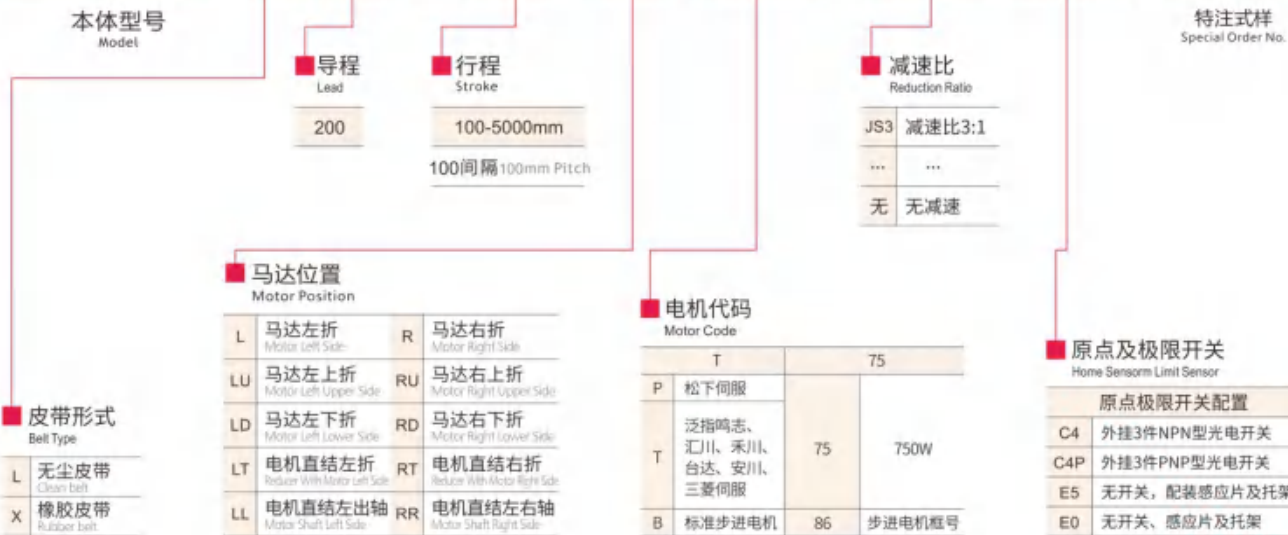 本体型号
Model
特注式样
Special Order No.
导程
Lead
200
行程
Stroke
100-5000mm
100间隔100mm Pitch
减速比
Reduction Ratio
JS3 减速比3:1
... ...
无 无减速
马达位置
Motor Position
L 马达左折 R 马达右折
Motor Left Side Motor Right Side
LU 马达左上折 RU 马达右上折
Motor Left Upper Side Motor Right Upper Side
LD 马达左下折 RD 马达右下折
Motor Left Lower Side Motor Right Lower Side
LT 电机直结左折 RT 电机直结右折
Reducer With Motor Left Side Reducer With Motor Right Side
LL 电机直结左出轴 RR 电机直结左右轴
Motor Shaft Left Side Motor Shaft Right Side
电机代码
Motor Code
T 75
P 松下伺服
T 泛指鸣志、
汇川、禾川、
台达、安川、
三菱伺服
75 750W
B 标准步进电机 86 步进电机框号
原点及极限开关
Home Sensorm Limit Sensor
原点极限开关配置
C4 外挂3件NPN型光电开关
C4P 外挂3件PNP型光电开关
E5 无开关，配装感应片及托架
E0 无开关、感应片及托架
皮带形式
Belt Type
L 无尘皮带
Clean belt
X 橡胶皮带
Rubber belt